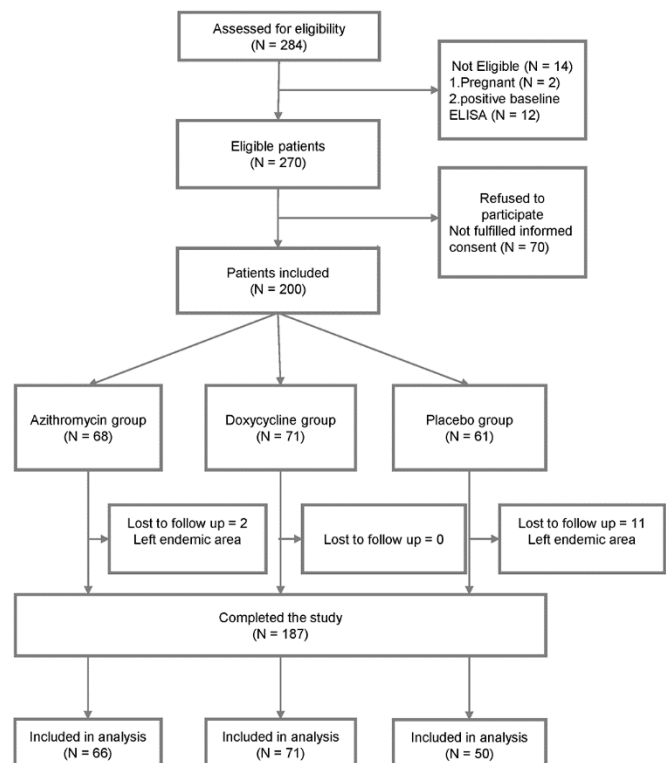 Assessed for eligibility
(N = 284)
Not Eligible (N = 14)
1.Pregnant (N = 2)
2.positive baseline
ELISA (N = 12)
Eligible patients
(N = 270)
Refused to
participate
Not fulfilled informed
consent (N = 70)
Patients included
(N = 200)
Azithromycin group
(N = 68)
Doxycycline group
(N = 71)
Placebo group
(N = 61)
Lost to follow up = 2
Left endemic area
Lost to follow up = 0
Lost to follow up = 11
Left endemic area
Completed the study
(N = 187)
Included in analysis
(N = 66)
Included in analysis
(N = 71)
Included in analysis
(N = 50)